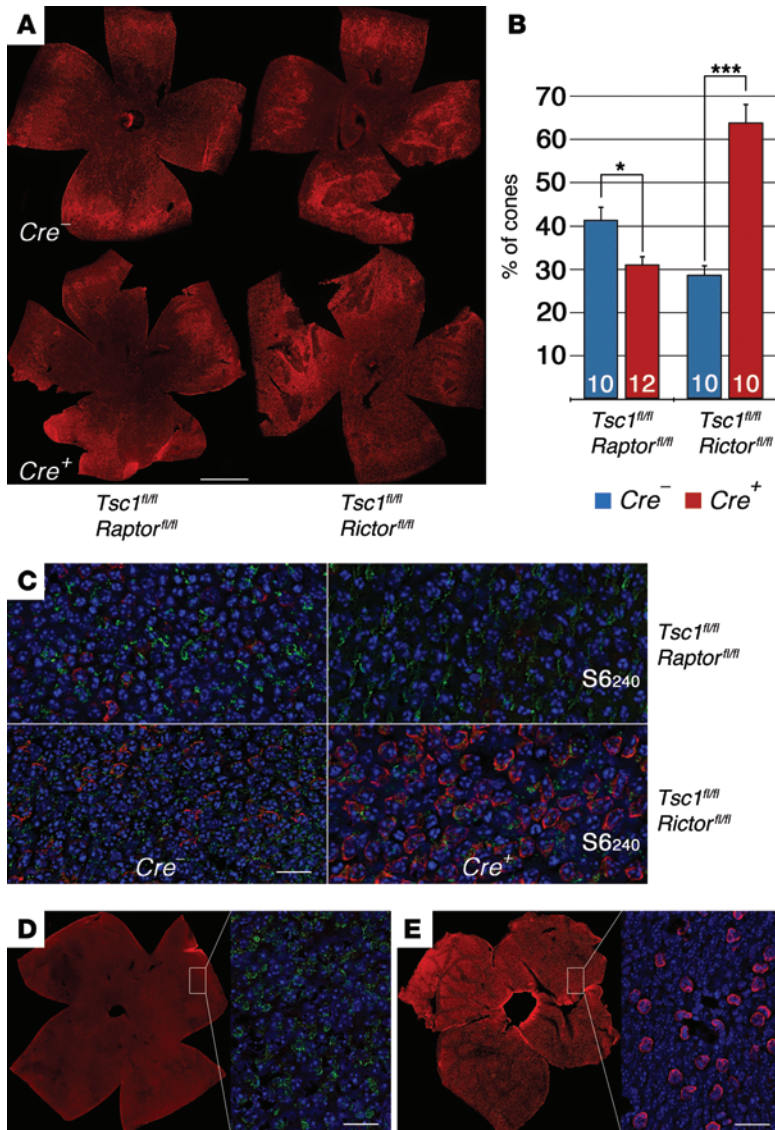 A
Cre⁻
Cre⁺
Tsc1ᶠˡ/ᶠˡ Tsc1ᶠˡ/ᶠˡ
Raptorᶠˡ/ᶠˡ Rictorᶠˡ/ᶠˡ
B
% of cones
70
60
50
40
30
20
10
*
***
10 12 10 10
Tsc1ᶠˡ/ᶠˡ Tsc1ᶠˡ/ᶠˡ
Raptorᶠˡ/ᶠˡ Rictorᶠˡ/ᶠˡ
Cre⁻ Cre⁺
C
S6₂₄₀
Tsc1ᶠˡ/ᶠˡ
Raptorᶠˡ/ᶠˡ
Cre⁻ Cre⁺
S6₂₄₀
Tsc1ᶠˡ/ᶠˡ
Rictorᶠˡ/ᶠˡ
D
E